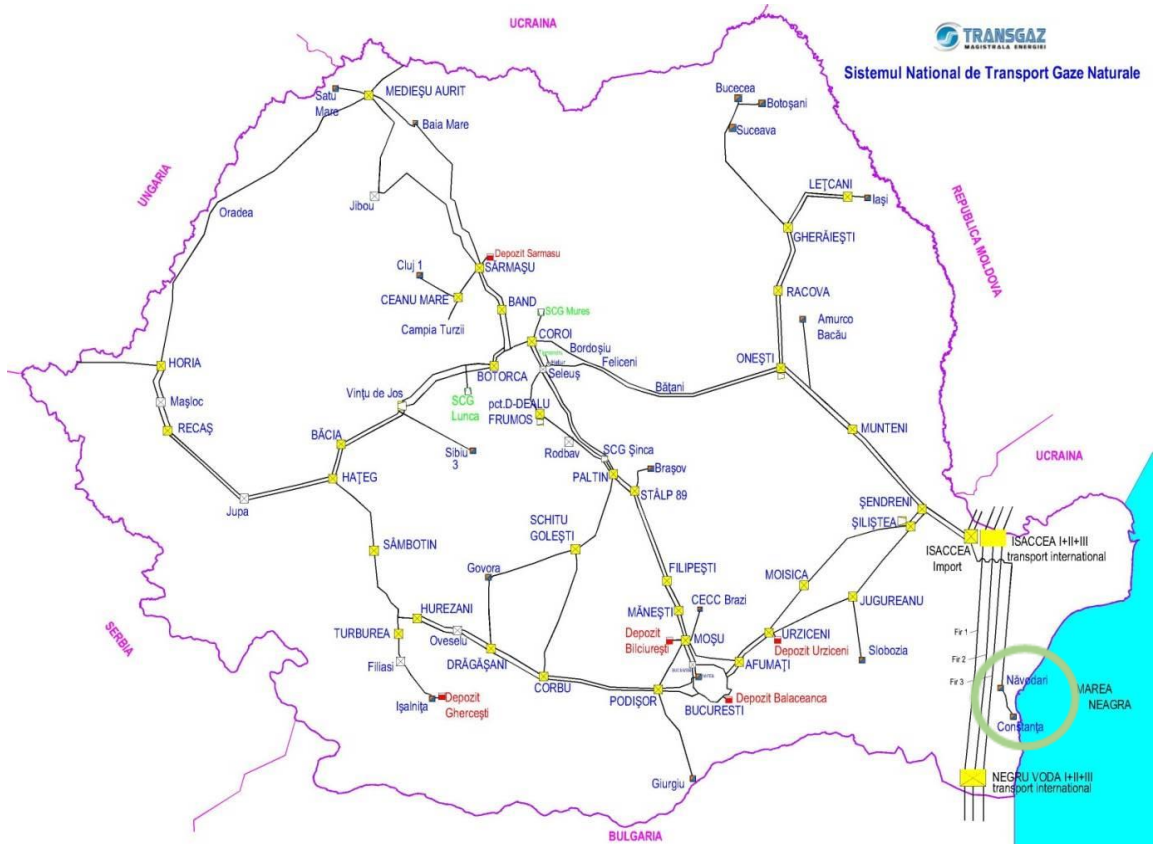 UCRAINA
TRANSGAZ
MAGISTRALA ENERGIEI
Sistemul National de Transport Gaze Naturale
Satu
Mare
MEDIEŞU AURIT
Baia Mare
Bucecea
Botoşani
Suceava
UNGARIA
Oradea
Jibou
LEŢCANI
Iaşi
GHERĂIEŞTI
REPUBLICA MOLDOVA
Depozit Sarmasu
SĂRMAŞU
Cluj 1
CEANU MARE
Campia Turzii
BAND
RACOVA
SCG Mures
COROI
Bordoşiu
Feliceni
Amurco
Bacău
HORIA
Maşloc
RECAŞ
BOTORCA
Seleuş
Băţani
ONEŞTI
Vinţu de Jos
SCG
Lunca
pct.D-DEALU
FRUMOS
BĂCIA
Sibiu
3
Rodbav
SCG Şinca
MUNTENI
UCRAINA
HAŢEG
PALTIN
Braşov
STÂLP 89
Jupa
ŞENDRENI
ŞILIŞTEA
SCHITU
GOLEŞTI
ISACCEA
Import
ISACCEA I+II+III
transport international
SÂMBOTIN
Govora
FILIPEŞTI
MOISICA
JUGUREANU
SERBIA
HUREZANI
TURBUREA
Oveselu
MĂNEŞTI
CECC Brazi
Depozit
Bilciureşti
MOŞU
URZICENI
Depozit Urziceni
Slobozia
Fir 1
Fir 2
Fir 3
Filiasi
DRĂGĂŞANI
CORBU
AFUMAŢI
Năvodari
MAREA
NEAGRA
Işalniţa
Depozit
Gherceşti
PODIŞOR
BUCURESTI
Depozit Balaceanca
Constanţa
Giurgiu
NEGRU VODA I+II+III
transport international
BULGARIA